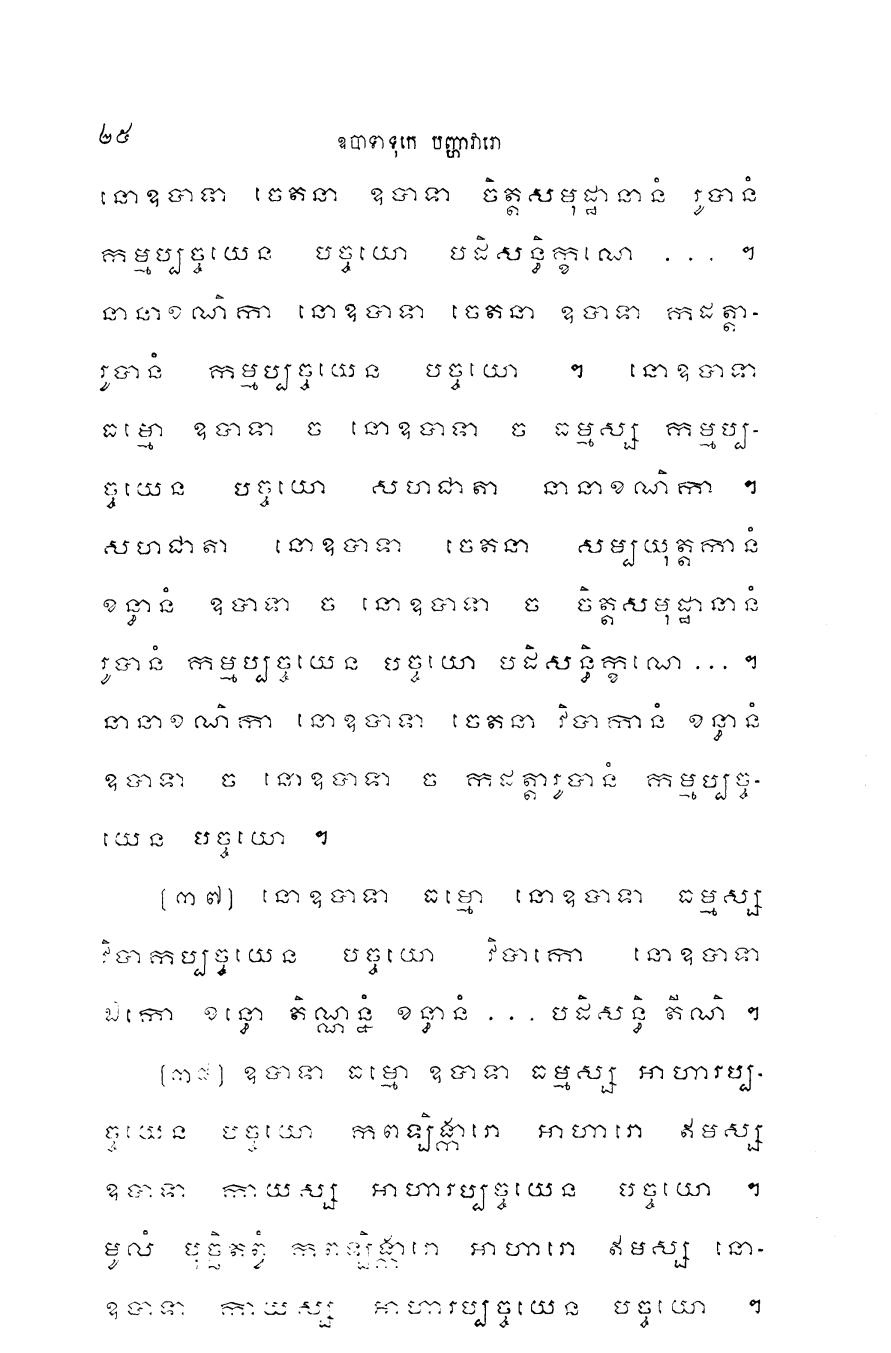 ២៥ ឧបាទាទុកេ បញ្ហាវារោ
នោឧបាទា ចេតនា ឧបាទា ចិត្តសមុដ្ឋានានំ រូបានំ
កម្មប្បច្ចយេន បច្ចយោ បដិសន្ធិក្ខណេ ... ។
នានាខណិកា នោឧបាទា ចេតនា ឧបាទា កដត្តា-
រូបានំ កម្មប្បច្ចយេន បច្ចយោ ។ នោឧបាទា
ធម្មោ ឧបាទា ច នោឧបាទា ច ធម្មស្ស កម្មប្ប-
ច្ចយេន បច្ចយោ សហជាតា នានាខណិកា ។
សហជាតា នោឧបាទា ចេតនា សម្បយុត្តកានំ
ខន្ធានំ ឧបាទា ច នោឧបាទា ច ចិត្តសមុដ្ឋានានំ
រូបានំ កម្មប្បច្ចយេន បច្ចយោ បដិសន្ធិក្ខណេ ... ។
នានាខណិកា នោឧបាទា ចេតនា វិបាកានំ ខន្ធានំ
ឧបាទា ច នោឧបាទា ច កដត្តារូបានំ កម្មប្បច្ច-
យេន បច្ចយោ ។
[៣៧] នោឧបាទា ធម្មោ នោឧបាទា ធម្មស្ស
វិបាកប្បច្ចយេន បច្ចយោ វិបាកោ នោឧបាទា
ឯកោ ខន្ធោ តិណ្ណន្នំ ខន្ធានំ ... បដិសន្ធិ តីណិ ។
[៣៨] ឧបាទា ធម្មោ ឧបាទា ធម្មស្ស អាហារប្ប-
ច្ចយេន បច្ចយោ កពឡិង្ការោ អាហារោ ឥមស្ស
ឧបាទា កាយស្ស អាហារប្បច្ចយេន បច្ចយោ ។
មូលំ បុច្ឆិតព្វំ កពឡិង្ការោ អាហារោ ឥមស្ស នោ-
ឧបាទា កាយស្ស អាហារប្បច្ចយេន បច្ចយោ ។